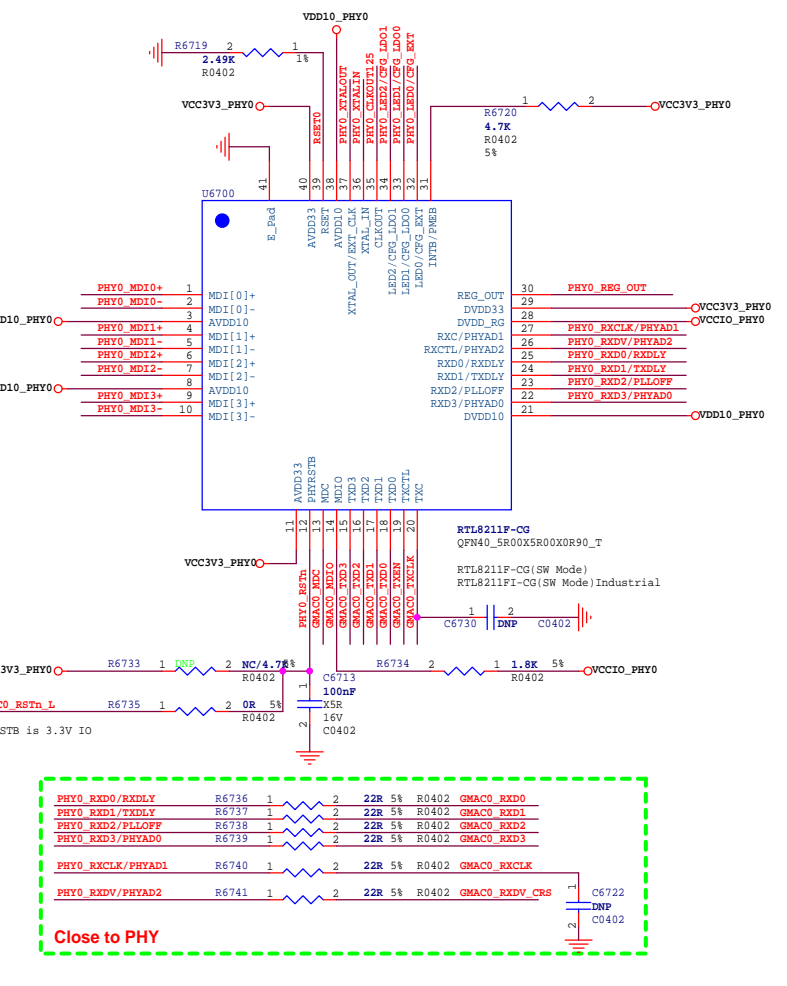 VDD10_PHY0
R6719 2 1
2.49K 1%
R0402
VCC3V3_PHY0
RSET0
PHY0_XTALOUT
PHY0_XTALIN
PHY0_CLKOUT125
PHY0_LED2/CFG_LDO1
PHY0_LED1/CFG_LDO0
PHY0_LED0/CFG_EXT
1 2 VCC3V3_PHY0
R6720
4.7K
R0402
5%
41 40 39 38 37 36 35 34 33 32 31
U6700
E_Pad
AVDD33
RSET
AVDD10
XTAL_OUT/EXT_CLK
XTAL_IN
CLKOUT
LED2/CFG_LDO1
LED1/CFG_LDO0
LED0/CFG_EXT
INTB/PMEB
PHY0_MDI0+ 1 MDI[0]+
PHY0_MDI0- 2 MDI[0]-
D10_PHY0 3 AVDD10
PHY0_MDI1+ 4 MDI[1]+
PHY0_MDI1- 5 MDI[1]-
PHY0_MDI2+ 6 MDI[2]+
PHY0_MDI2- 7 MDI[2]-
D10_PHY0 8 AVDD10
PHY0_MDI3+ 9 MDI[3]+
PHY0_MDI3- 10 MDI[3]-
REG_OUT 30 PHY0_REG_OUT
DVDD33 29 VCC3V3_PHY0
DVDD_RG 28 VCCIO_PHY0
RXC/PHYAD1 27 PHY0_RXCLK/PHYAD1
RXCTL/PHYAD2 26 PHY0_RXDV/PHYAD2
RXD0/RXDLY 25 PHY0_RXD0/RXDLY
RXD1/TXDLY 24 PHY0_RXD1/TXDLY
RXD2/PLLOFF 23 PHY0_RXD2/PLLOFF
RXD3/PHYAD0 22 PHY0_RXD3/PHYAD0
DVDD10 21 VDD10_PHY0
AVDD33
PHYRSTB
MDC
MDIO
TXD3
TXD2
TXD1
TXD0
TXCTL
TXC
11 12 13 14 15 16 17 18 19 20
RTL8211F-CG
QFN40_5R00X5R00X0R90_T
RTL8211F-CG(SW Mode)
RTL8211FI-CG(SW Mode)Industrial
VCC3V3_PHY0
PHY0_RSTn
GMAC0_MDC
GMAC0_MDIO
GMAC0_TXD3
GMAC0_TXD2
GMAC0_TXD1
GMAC0_TXD0
GMAC0_TXEN
GMAC0_TXCLK
1 2
C6730 DNP C0402
3V3_PHY0 R6733 1 DNP 2 NC/4.7K 5%
R0402
R6734 2 1 1.8K 5% VCCIO_PHY0
R0402
C6713
1
100nF
X5R
16V
2
C0402
C0_RSTn_L R6735 1 2 0R 5%
R0402
STB is 3.3V IO
PHY0_RXD0/RXDLY R6736 1 2 22R 5% R0402 GMAC0_RXD0
PHY0_RXD1/TXDLY R6737 1 2 22R 5% R0402 GMAC0_RXD1
PHY0_RXD2/PLLOFF R6738 1 2 22R 5% R0402 GMAC0_RXD2
PHY0_RXD3/PHYAD0 R6739 1 2 22R 5% R0402 GMAC0_RXD3
PHY0_RXCLK/PHYAD1 R6740 1 2 22R 5% R0402 GMAC0_RXCLK
PHY0_RXDV/PHYAD2 R6741 1 2 22R 5% R0402 GMAC0_RXDV_CRS
1 C6722
DNP
2 C0402
Close to PHY